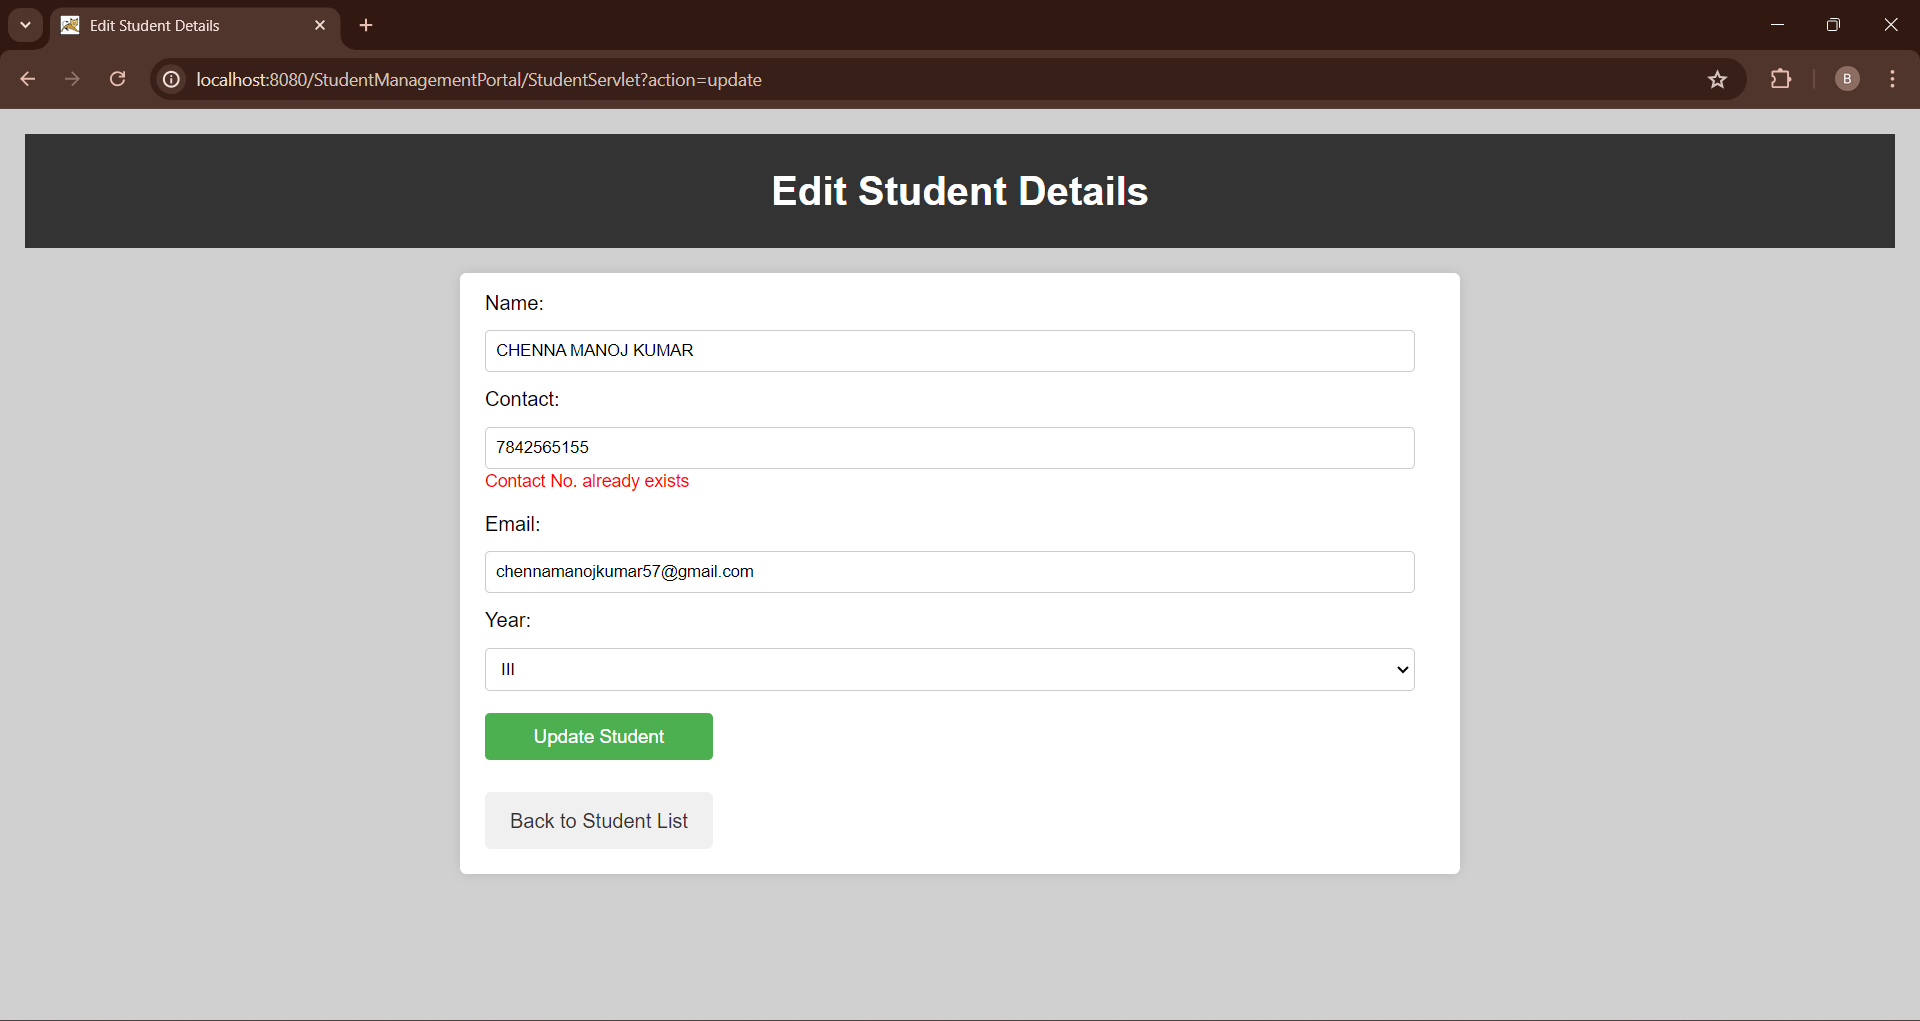 Edit Student Details
localhost:8080/StudentManagementPortal/StudentServlet?action=update
B
Edit Student Details
Name:
CHENNA MANOJ KUMAR
Contact:
7842565155
Contact No. already exists
Email:
chennamanojkumar57@gmail.com
Year:
III
Update Student
Back to Student List